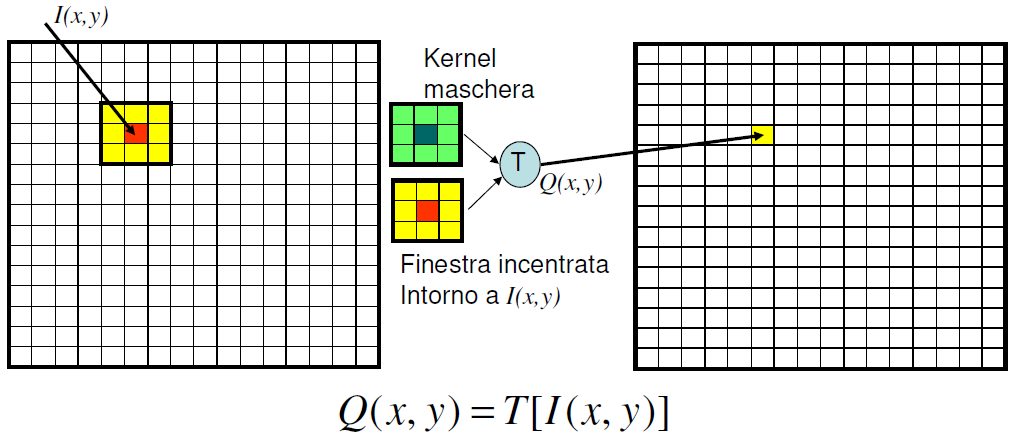 I(x,y)
Kernel
maschera
T
Q(x,y)
Finestra incentrata
Intorno a I(x,y)
Q(x, y) = T[I(x, y)]